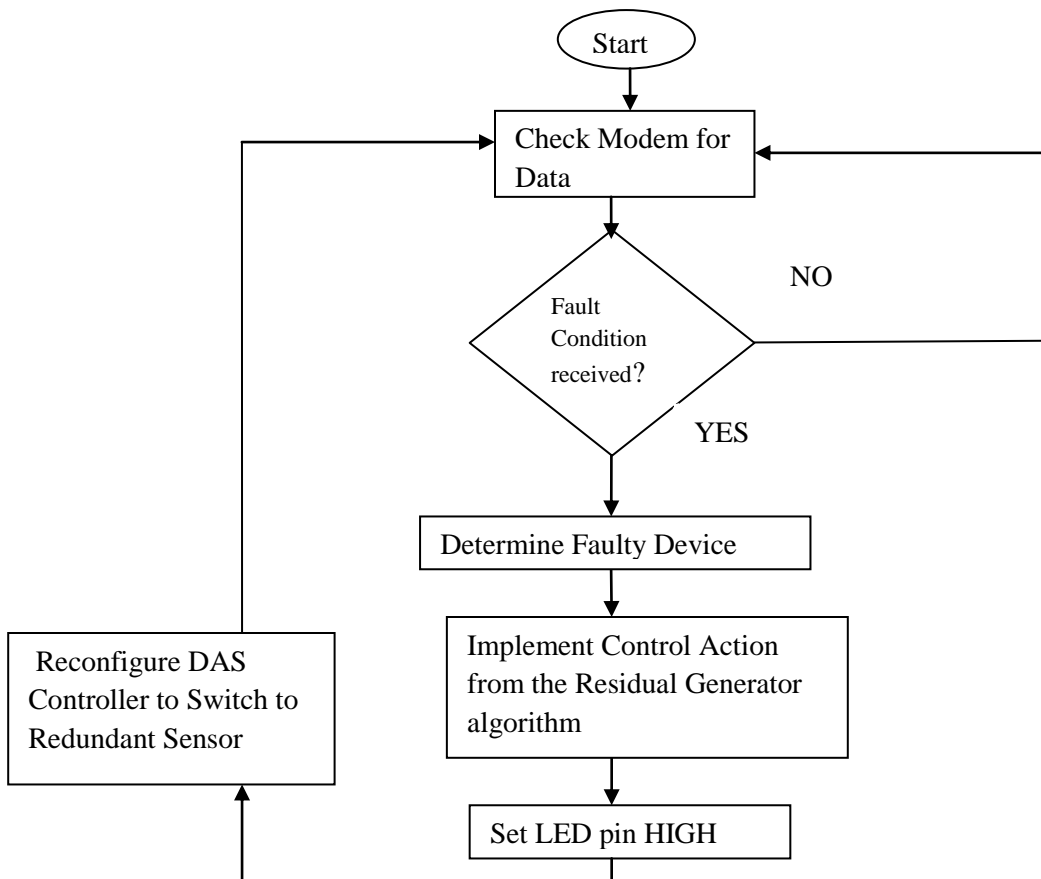 Start
Check Modem for
Data
NO
Fault
Condition
received?
YES
Determine Faulty Device
Implement Control Action
from the Residual Generator
algorithm
Reconfigure DAS
Controller to Switch to
Redundant Sensor
Set LED pin HIGH